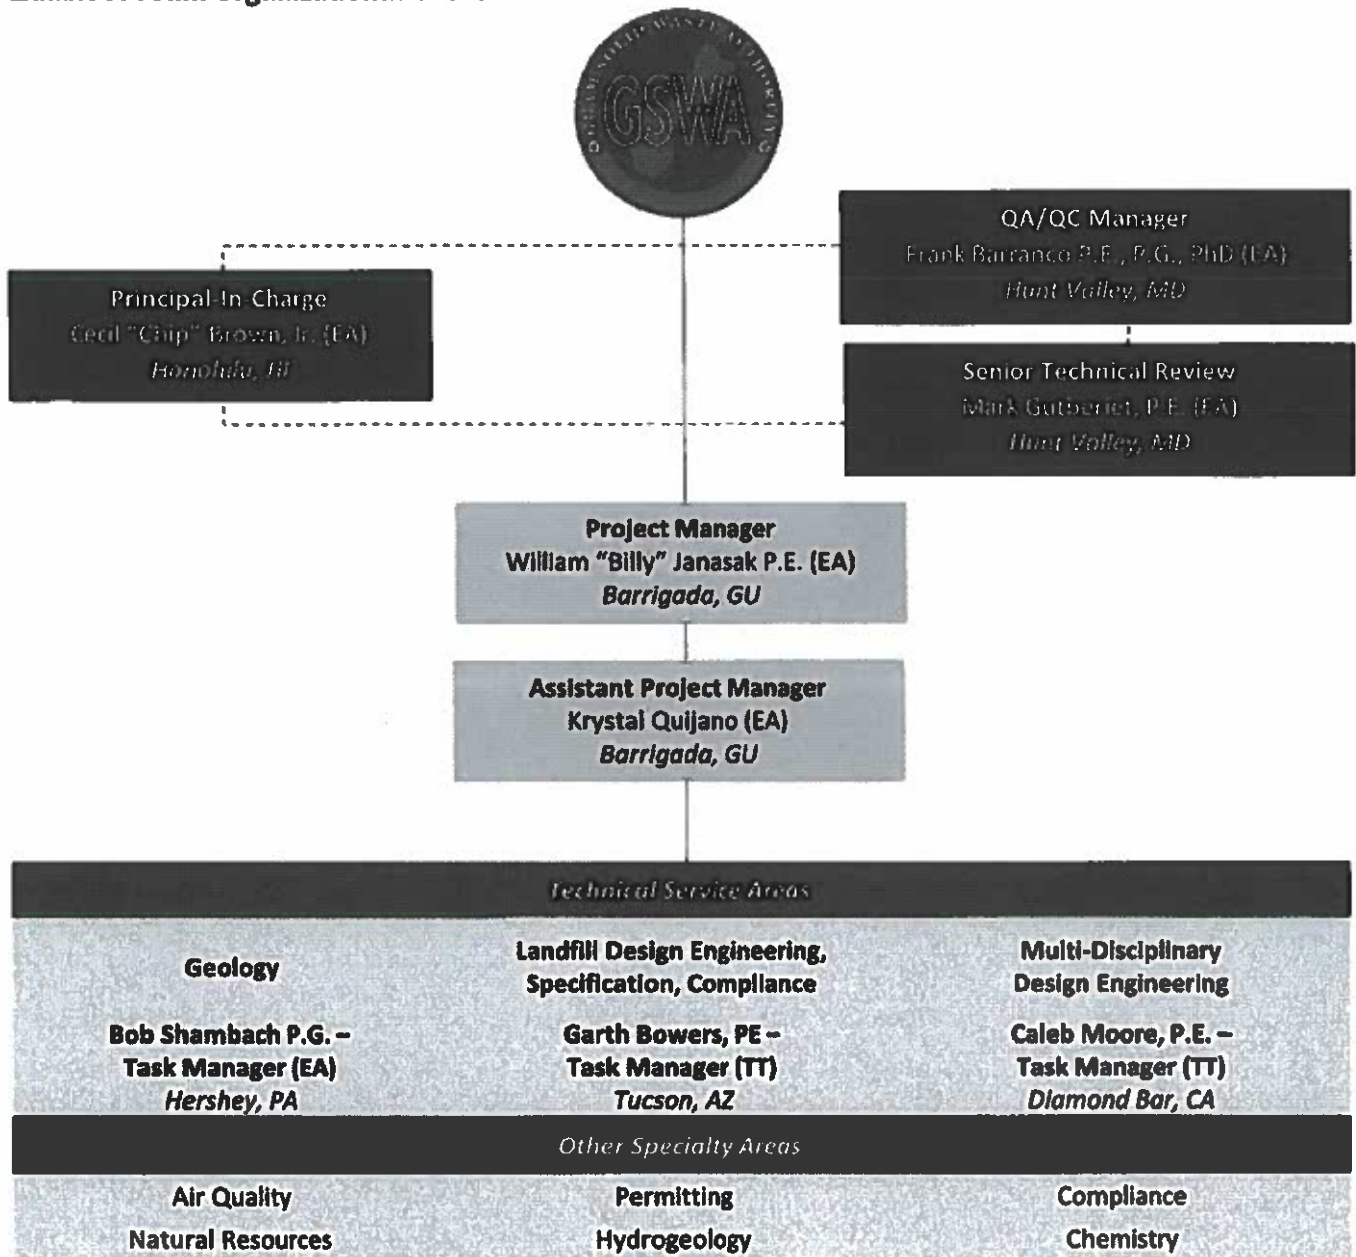 GUAM SOLID WASTE AUTHORITY
GSWA
QA/QC Manager
Frank Barranco P.E., P.G., PhD (EA)
Hunt Valley, MD
Principal-In-Charge
Cecil "Chip" Brown, Jr. (EA)
Honolulu, HI
Senior Technical Review
Mark Gutberlet, P.E. (EA)
Hunt Valley, MD
Project Manager
William "Billy" Janasak P.E. (EA)
Barrigada, GU
Assistant Project Manager
Krystal Quijano (EA)
Barrigada, GU
Technical Service Areas
Geology
Landfill Design Engineering,
Specification, Compliance
Multi-Disciplinary
Design Engineering
Bob Shambach P.G. –
Task Manager (EA)
Hershey, PA
Garth Bowers, PE –
Task Manager (TT)
Tucson, AZ
Caleb Moore, P.E. –
Task Manager (TT)
Diamond Bar, CA
Other Specialty Areas
Air Quality
Permitting
Compliance
Natural Resources
Hydrogeology
Chemistry